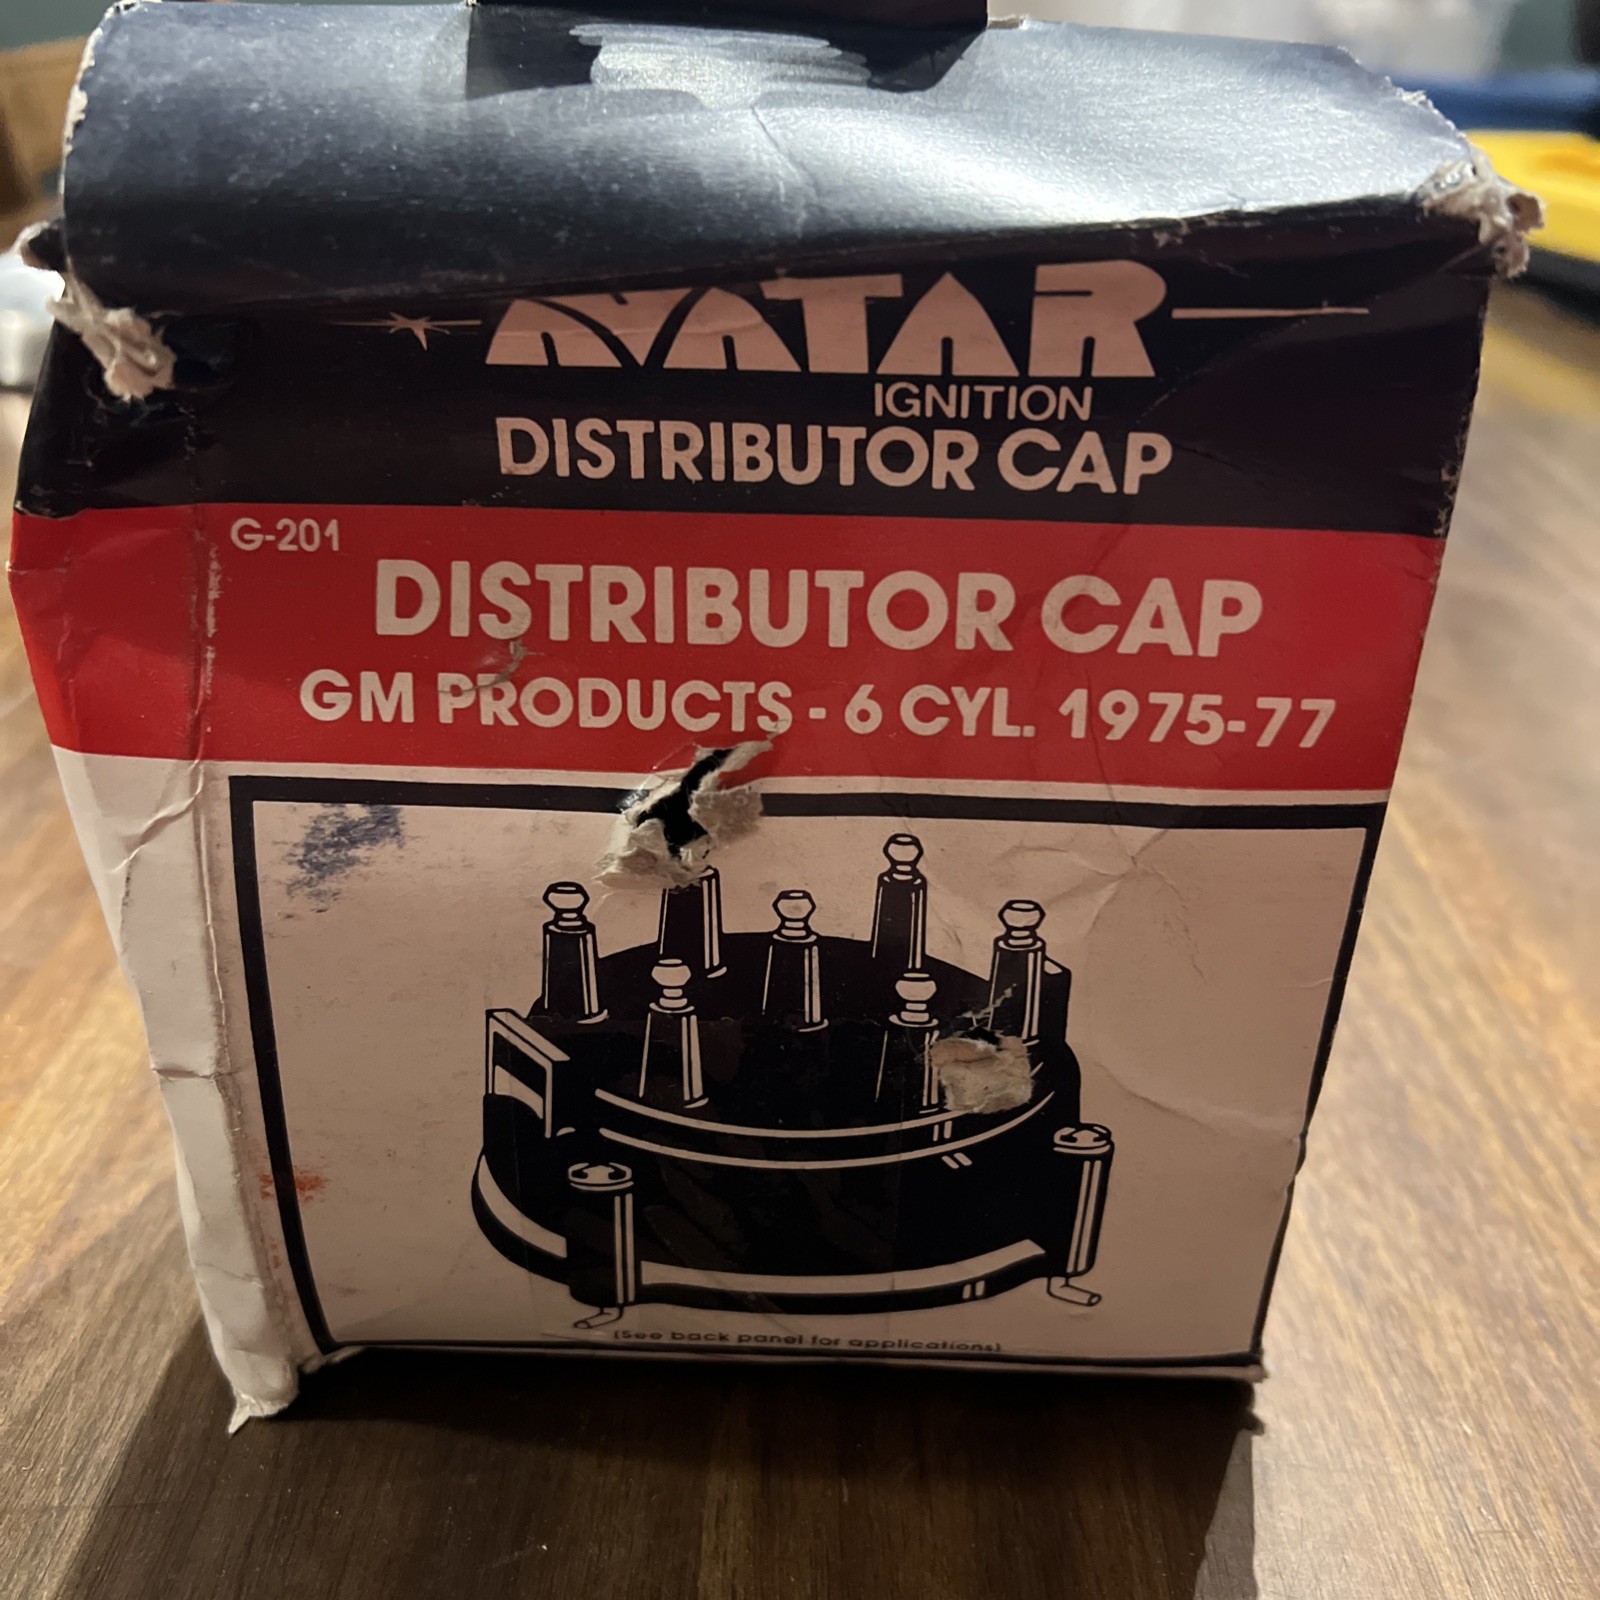 AVATAR
IGNITION
DISTRIBUTOR CAP
G-201
DISTRIBUTOR CAP
GM PRODUCTS - 6 CYL. 1975-77
(See back panel for applications)